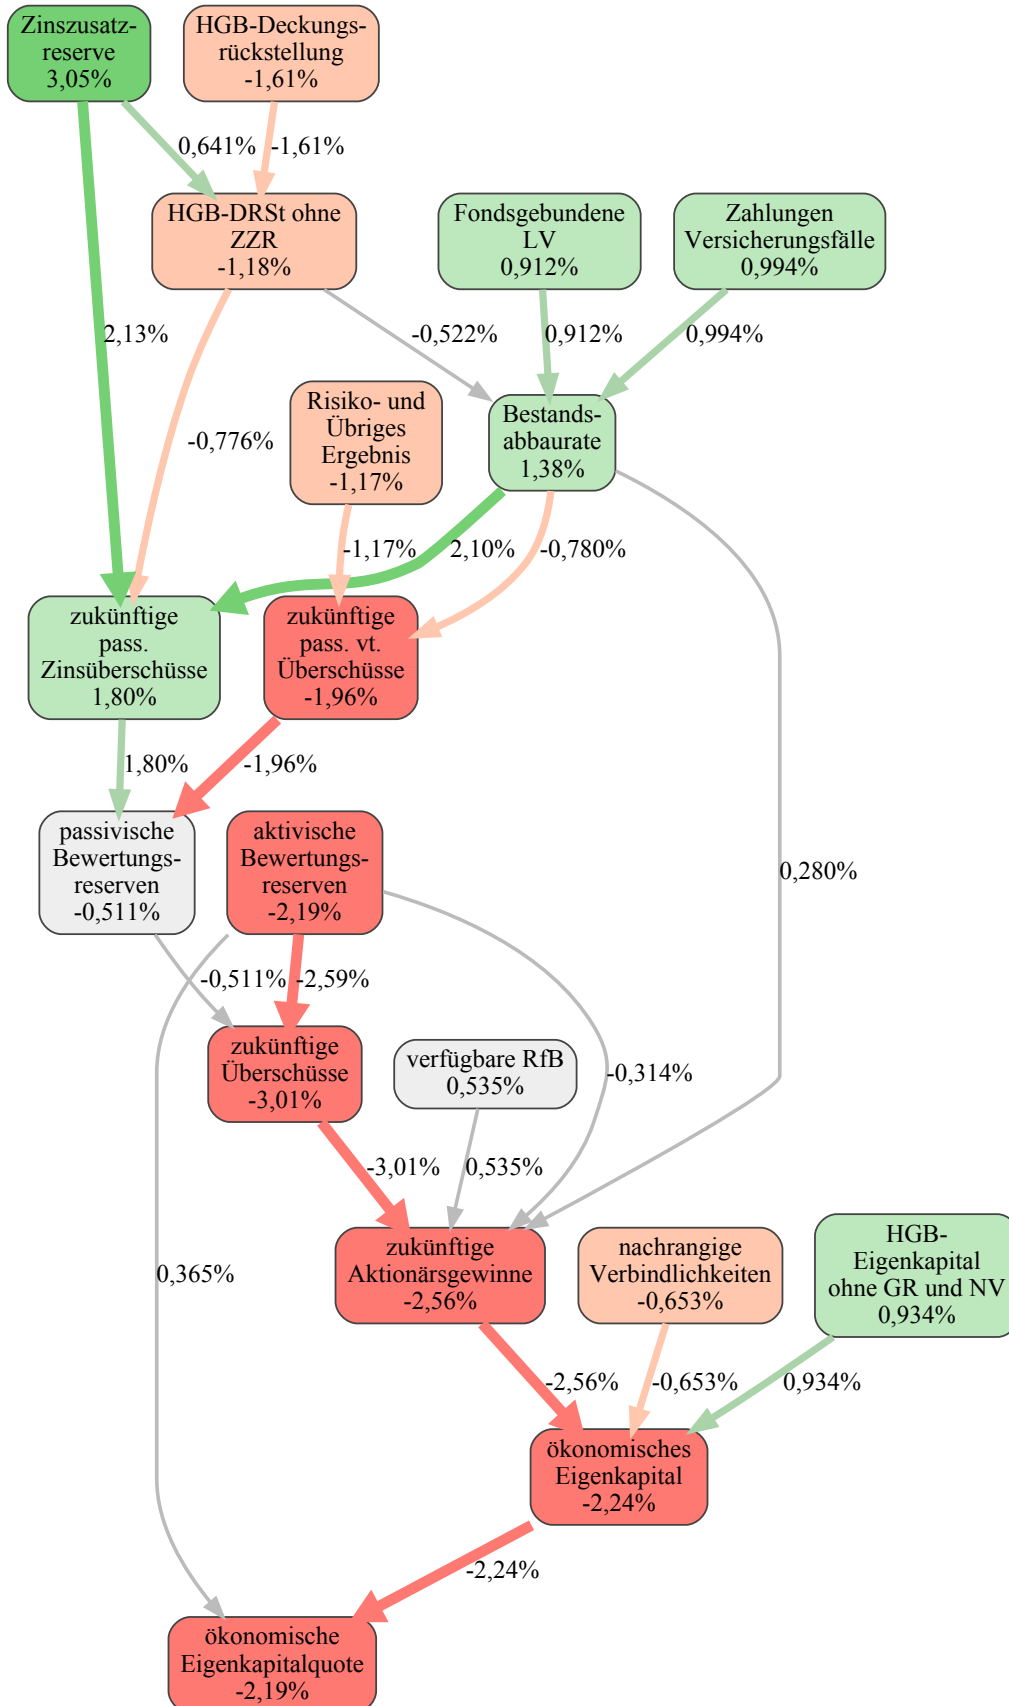 Zinszusatz-
reserve
3,05%
HGB-Deckungs-
rückstellung
-1,61%
0,641%
-1,61%
HGB-DRSt ohne
ZZR
-1,18%
Fondsgebundene
LV
0,912%
Zahlungen
Versicherungsfälle
0,994%
2,13%
-0,522%
0,912%
0,994%
-0,776%
Risiko- und
Übriges
Ergebnis
-1,17%
Bestands-
abbaurate
1,38%
-1,17%
2,10%
-0,780%
zukünftige
pass.
Zinsüberschüsse
1,80%
zukünftige
pass. vt.
Überschüsse
-1,96%
1,80%
-1,96%
passivische
Bewertungs-
reserven
-0,511%
aktivische
Bewertungs-
reserven
-2,19%
0,280%
-0,511%
-2,59%
zukünftige
Überschüsse
-3,01%
verfügbare RfB
0,535%
-0,314%
-3,01%
0,535%
0,365%
zukünftige
Aktionärsgewinne
-2,56%
nachrangige
Verbindlichkeiten
-0,653%
HGB-
Eigenkapital
ohne GR und NV
0,934%
-2,56%
-0,653%
0,934%
ökonomisches
Eigenkapital
-2,24%
-2,24%
ökonomische
Eigenkapitalquote
-2,19%